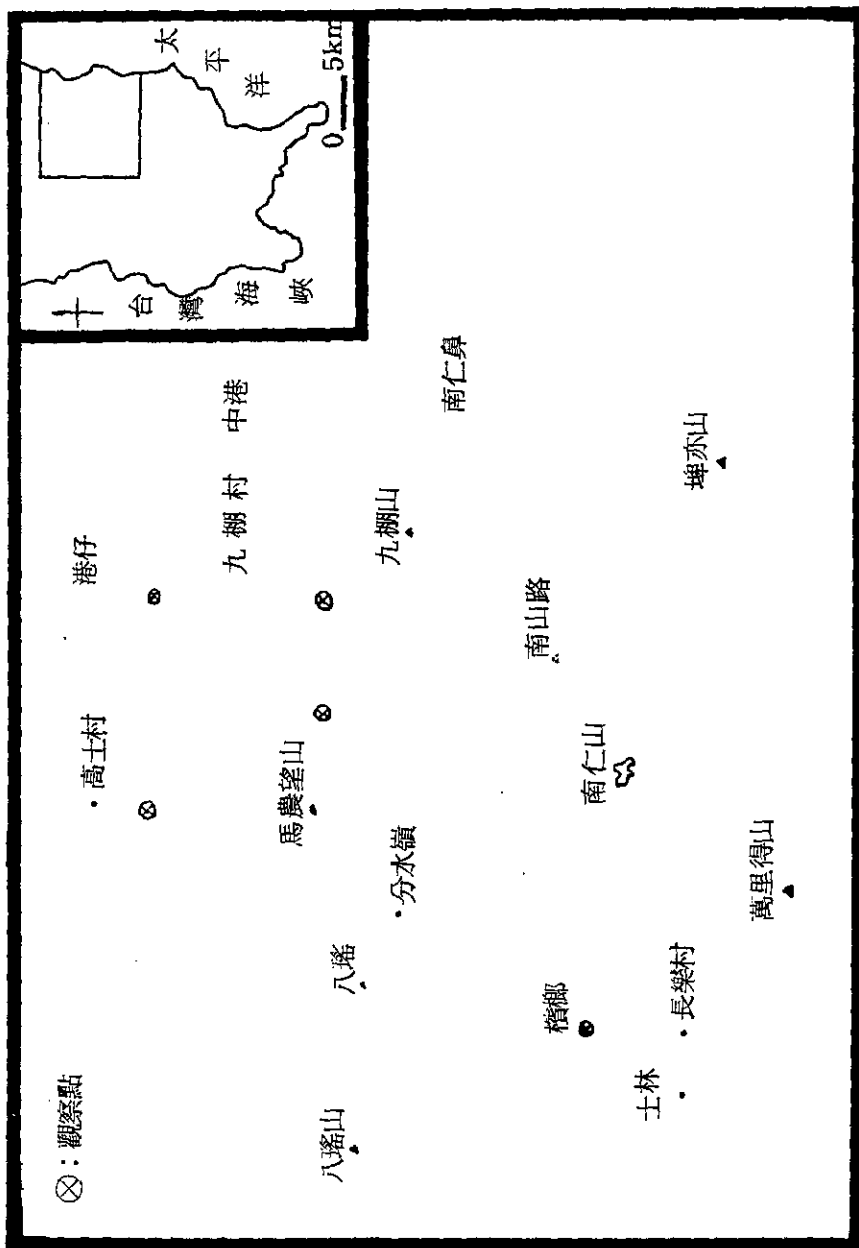 太平洋
0 5km
台灣海峽
港仔
中港
九棚村
南仁鼻
九棚山
高士村
南山路
埤亦山
馬農望山
分水嶺
南仁山
八瑤
萬里得山
檳榔
長樂村
士林
八瑤山
⊗:觀察點